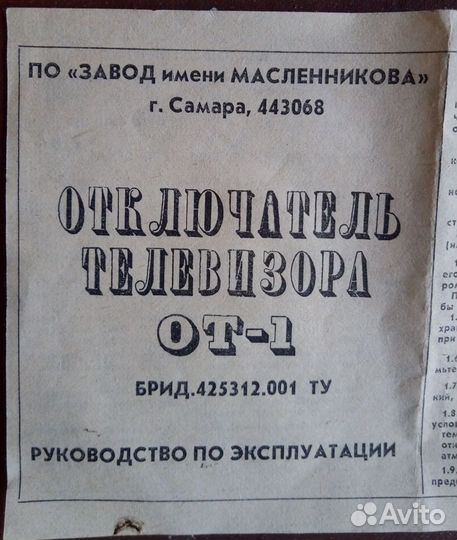 ПО «ЗАВОД имени МАСЛЕННИКОВА»
г. Самара, 443068
ОТКЛЮЧАТЕЛЬ
ТЕЛЕВИЗОРА
ОТ-1
БРИД.425312.001 ТУ
РУКОВОДСТВО ПО ЭКСПЛУАТАЦИИ
Avito